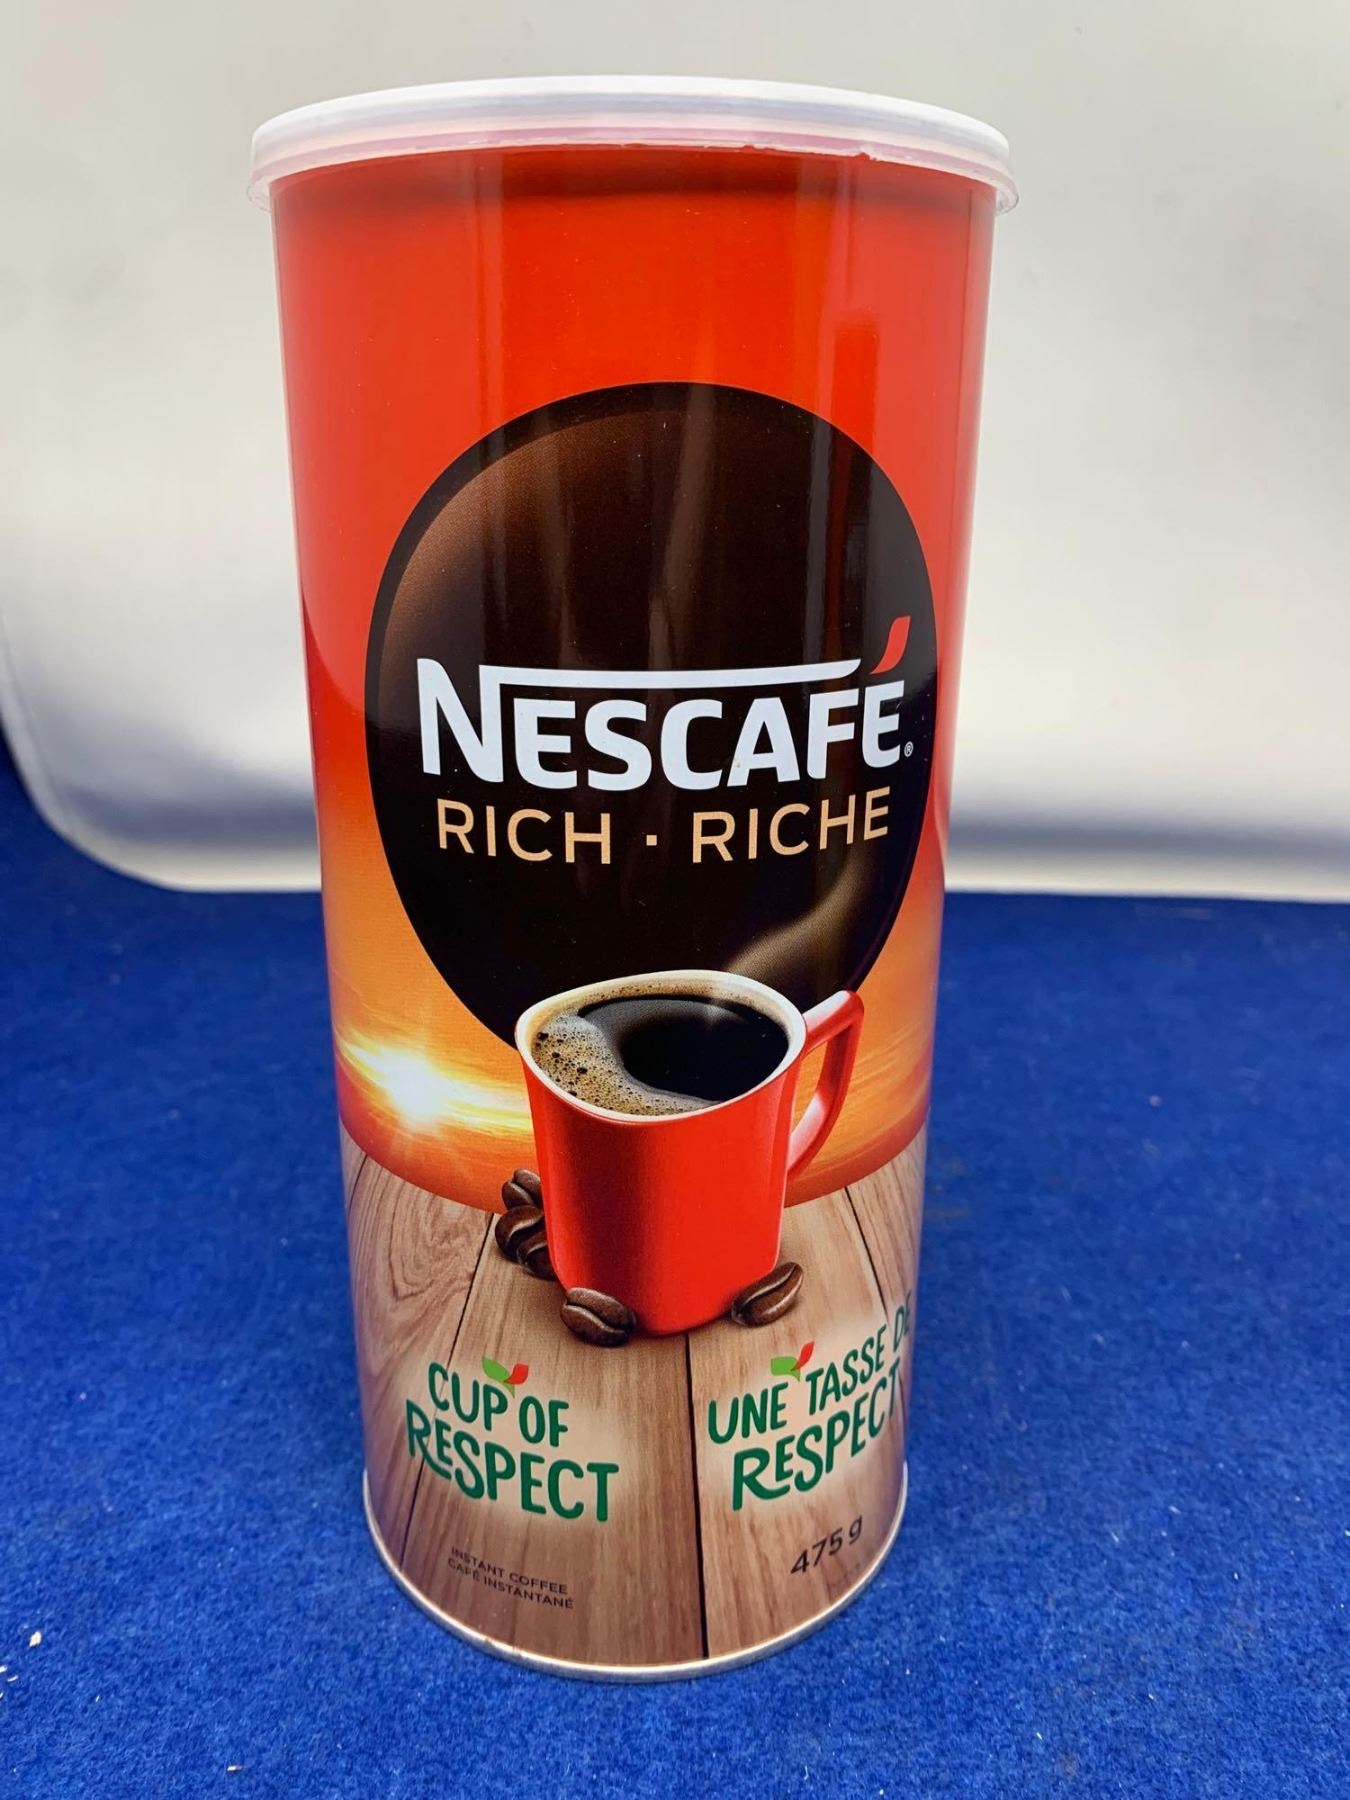 NESCAFÉ®
RICH · RICHE
CUP OF
RESPECT
UNE TASSE DE
RESPECT
475 g
INSTANT COFFEE
CAFÉ INSTANTANÉ